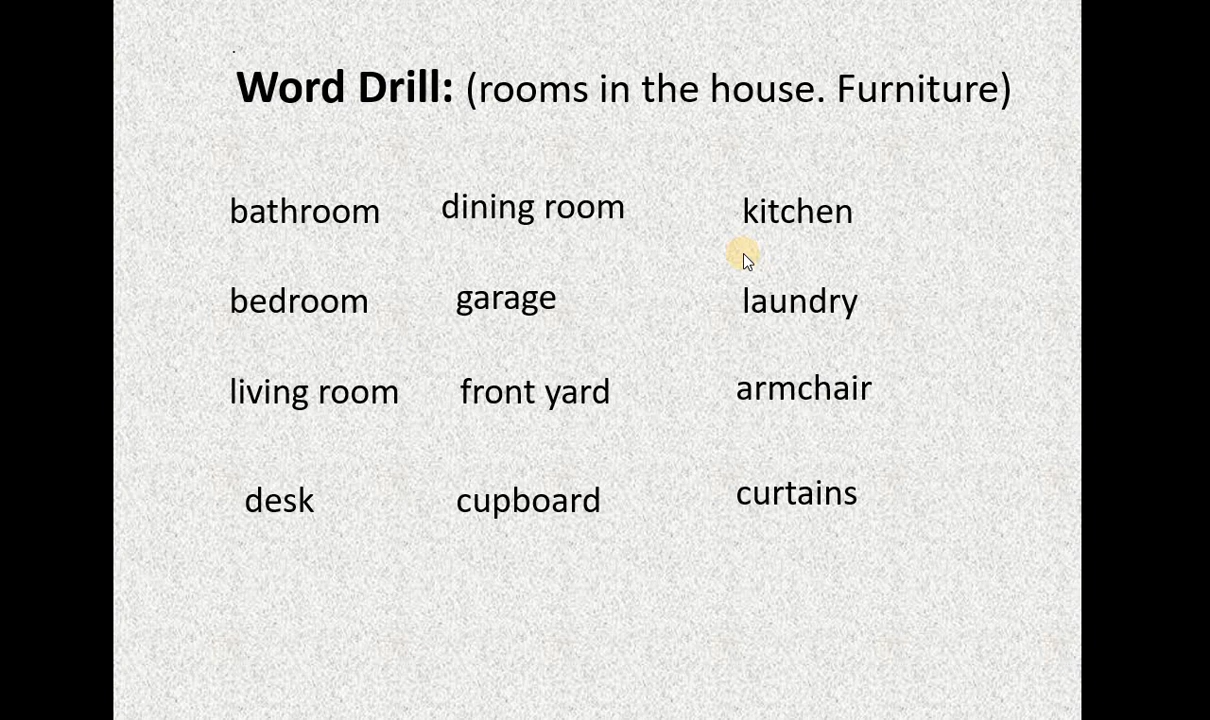 Word Drill: (rooms in the house. Furniture)
bathroom dining room kitchen
bedroom garage laundry
living room front yard armchair
desk cupboard curtains